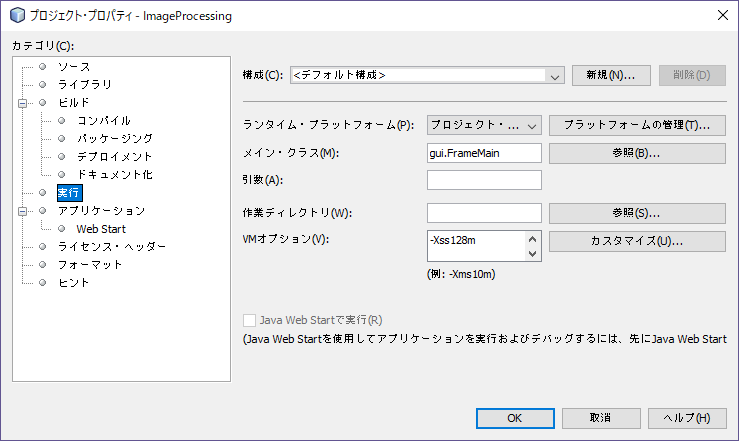 プロジェクト・プロパティ - ImageProcessing
カテゴリ(C):
ソース
ライブラリ
ビルド
コンパイル
パッケージング
デプロイメント
ドキュメント化
実行
アプリケーション
Web Start
ライセンス・ヘッダー
フォーマット
ヒント
構成(C): <デフォルト構成> 新規(N)... 削除(D)
ランタイム・プラットフォーム(P): プロジェクト・... プラットフォームの管理(T)...
メイン・クラス(M): gui.FrameMain 参照(B)...
引数(A):
作業ディレクトリ(W): 参照(S)...
VMオプション(V): -Xss128m カスタマイズ(U)...
(例: -Xms10m)
Java Web Startで実行(R)
(Java Web Startを使用してアプリケーションを実行およびデバッグするには、先にJava Web Start
OK 取消 ヘルプ(H)